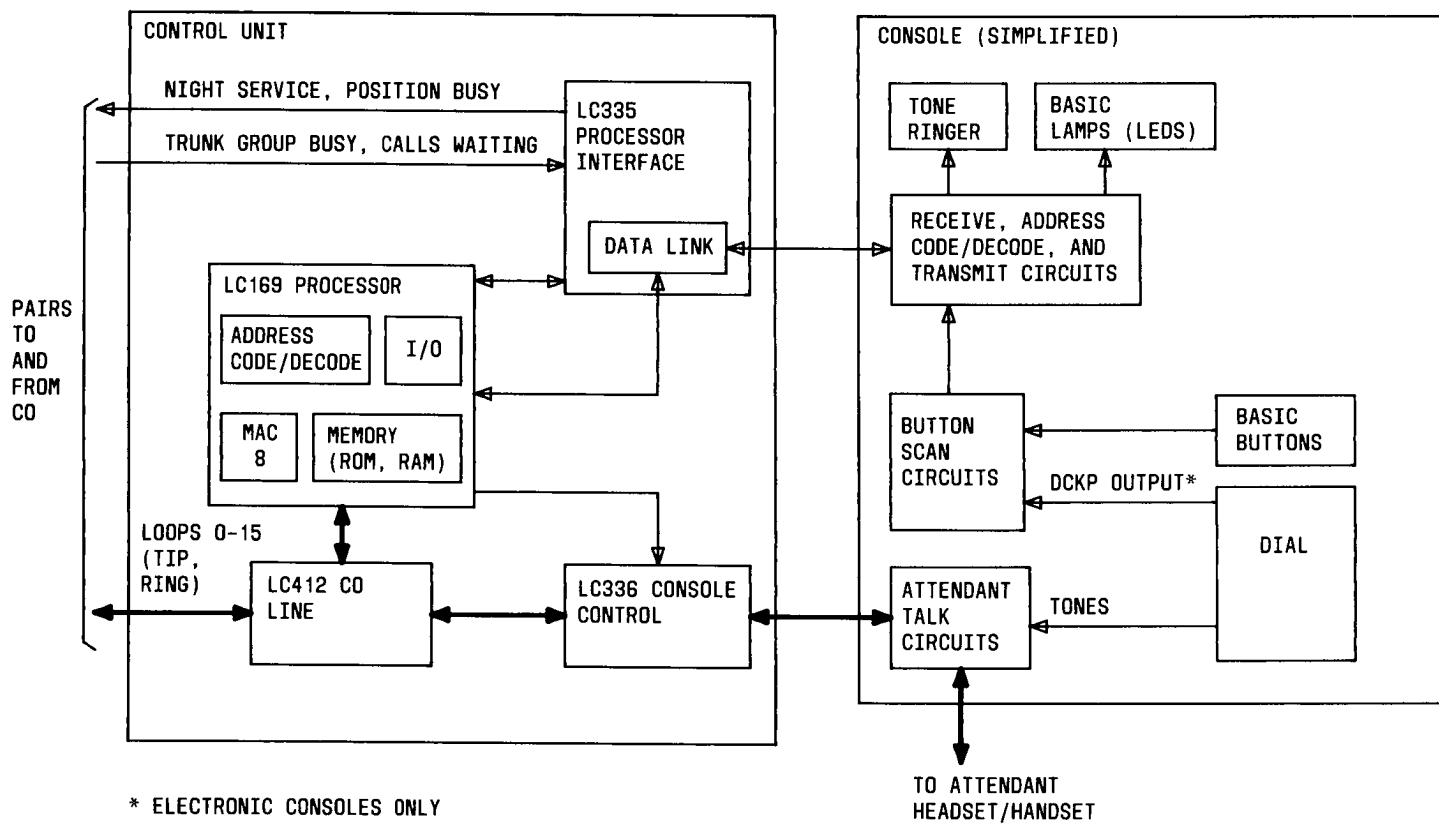 CONTROL UNIT
NIGHT SERVICE, POSITION BUSY
TRUNK GROUP BUSY, CALLS WAITING
LC335
PROCESSOR
INTERFACE
DATA LINK
LC169 PROCESSOR
ADDRESS
CODE/DECODE
I/O
MAC
8
MEMORY
(ROM, RAM)
PAIRS
TO
AND
FROM
CO
LOOPS 0-15
(TIP,
RING)
LC412 CO
LINE
LC336 CONSOLE
CONTROL
CONSOLE (SIMPLIFIED)
TONE
RINGER
BASIC
LAMPS (LEDS)
RECEIVE, ADDRESS
CODE/DECODE, AND
TRANSMIT CIRCUITS
BUTTON
SCAN
CIRCUITS
BASIC
BUTTONS
DCKP OUTPUT*
DIAL
ATTENDANT
TALK
CIRCUITS
TONES
TO ATTENDANT
HEADSET/HANDSET
* ELECTRONIC CONSOLES ONLY